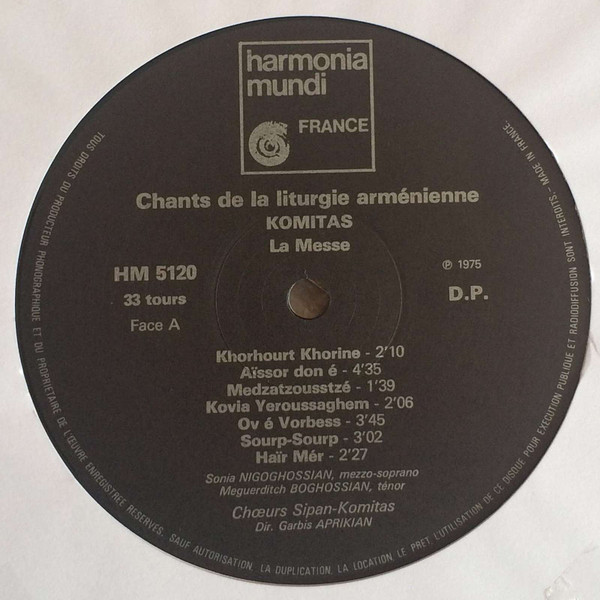 harmonia
mundi
FRANCE
Chants de la liturgie arménienne
KOMITAS
La Messe
HM 5120
33 tours
Face A
℗ 1975
D.P.
Khorhourt Khorine - 2'10
Aïssor don é - 4'35
Medzatzousstzé - 1'39
Kovia Yeroussaghem - 2'06
Ov é Vorbess - 3'45
Sourp-Sourp - 3'02
Haïr Mér - 2'27
Sonia NIGOGHOSSIAN, mezzo-soprano
Meguerditch BOGHOSSIAN, ténor
Chœurs Sipan-Komitas
Dir. Garbis APRIKIAN
TOUS DROITS DU PRODUCTEUR PHONOGRAPHIQUE ET DU PROPRIETAIRE DE L'ŒUVRE ENREGISTREE RESERVES. SAUF AUTORISATION. LA DUPLICATION, LA LOCATION LE PRET, L'UTILISATION DE CE DISQUE POUR EXECUTION PUBLIQUE ET RADIODIFFUSION SONT INTERDITS. - MADE IN FRANCE.